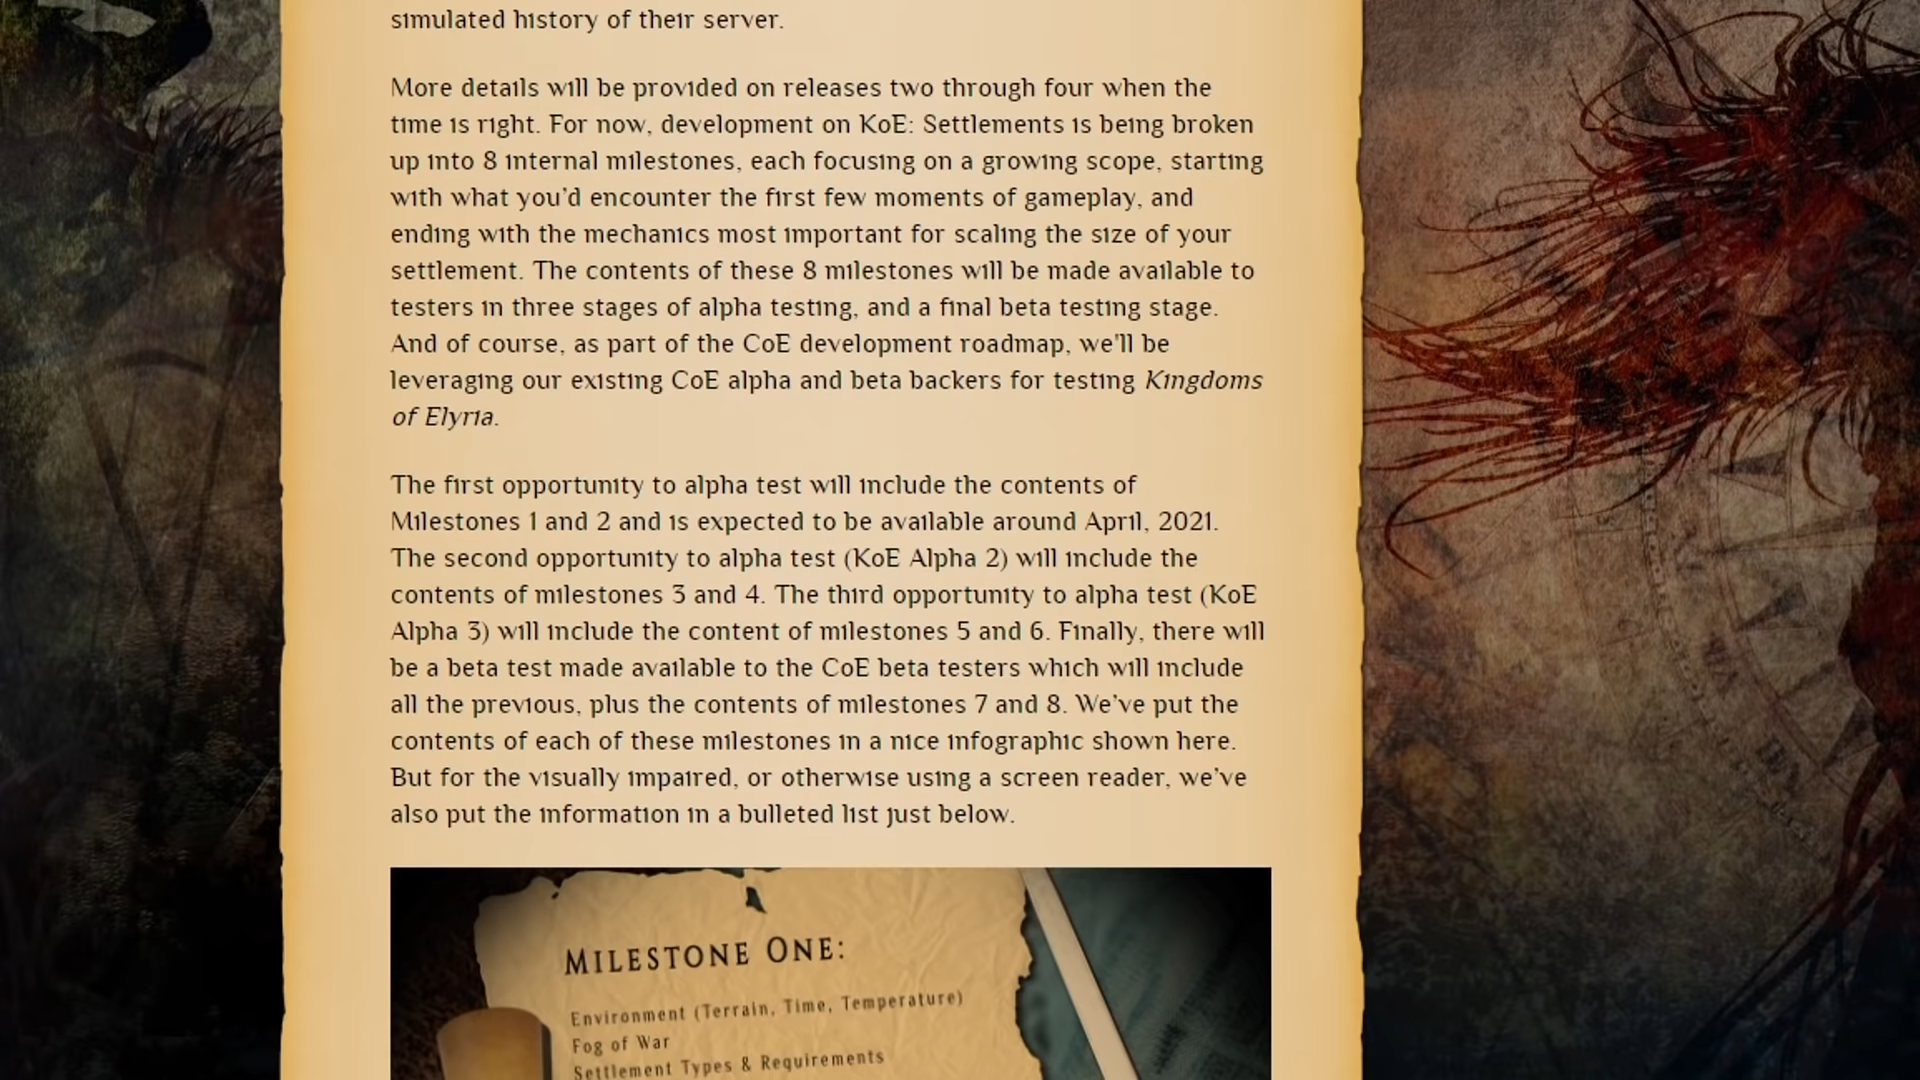 simulated history of their server.
More details will be provided on releases two through four when the
time is right. For now, development on KoE: Settlements is being broken
up into 8 internal milestones, each focusing on a growing scope, starting
with what you'd encounter the first few moments of gameplay, and
ending with the mechanics most important for scaling the size of your
settlement. The contents of these 8 milestones will be made available to
testers in three stages of alpha testing, and a final beta testing stage.
And of course, as part of the CoE development roadmap, we'll be
leveraging our existing CoE alpha and beta backers for testing Kingdoms
of Elyria.
The first opportunity to alpha test will include the contents of
Milestones 1 and 2 and is expected to be available around April, 2021.
The second opportunity to alpha test (KoE Alpha 2) will include the
contents of milestones 3 and 4. The third opportunity to alpha test (KoE
Alpha 3) will include the content of milestones 5 and 6. Finally, there will
be a beta test made available to the CoE beta testers which will include
all the previous, plus the contents of milestones 7 and 8. We've put the
contents of each of these milestones in a nice infographic shown here.
But for the visually impaired, or otherwise using a screen reader, we've
also put the information in a bulleted list just below.
MILESTONE ONE:
Environment (Terrain, Time, Temperature)
Fog of War
Settlement Types & Requirements